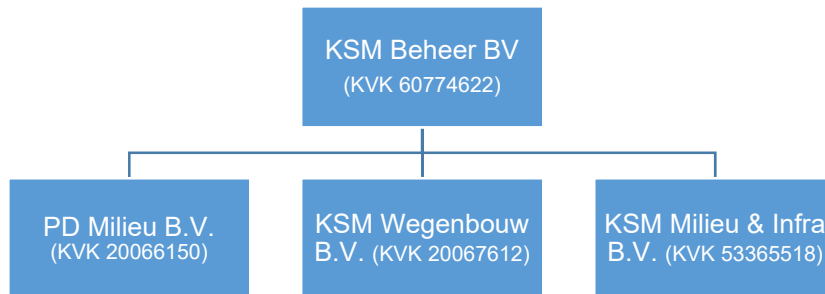 KSM Beheer BV
(KVK 60774622)
PD Milieu B.V.
(KVK 20066150)
KSM Wegenbouw
B.V. (KVK 20067612)
KSM Milieu & Infra
B.V. (KVK 53365518)